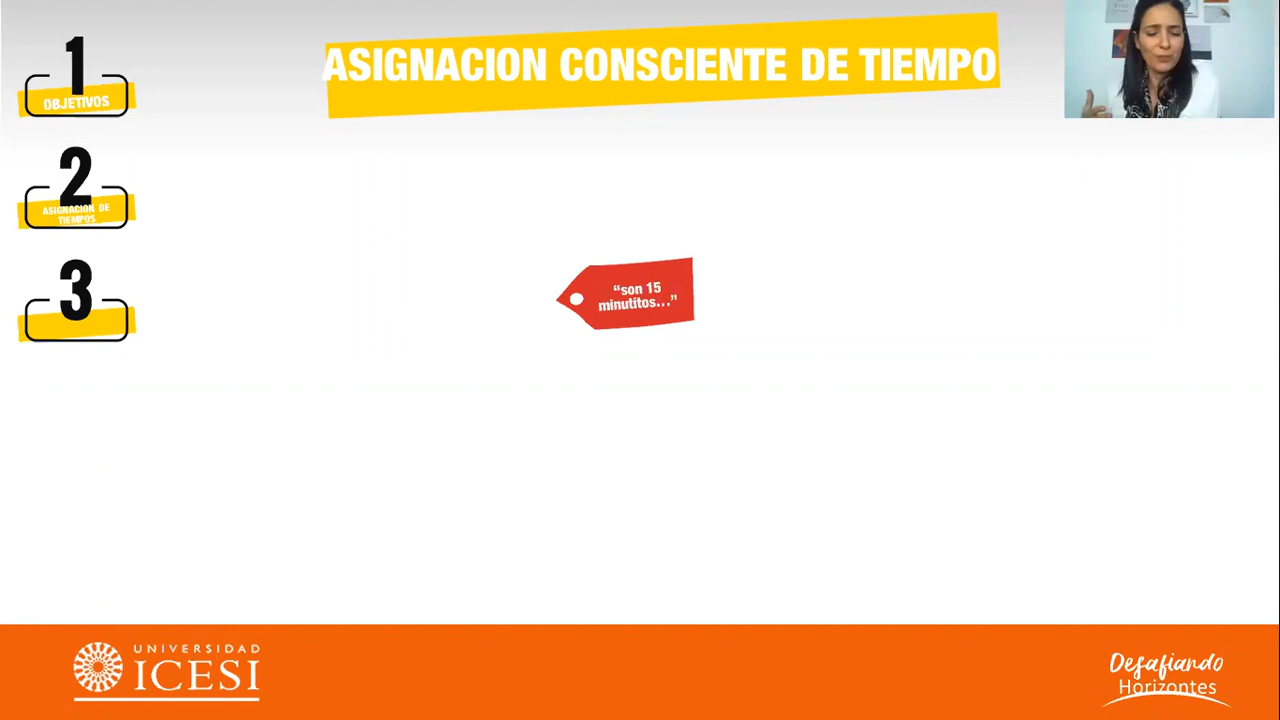 ASIGNACION CONSCIENTE DE TIEMPO
1
OBJETIVOS
2
ASIGNACION DE
TIEMPOS
3
“son 15
minutitos...”
UNIVERSIDAD
ICESI
Desafiando
Horizontes